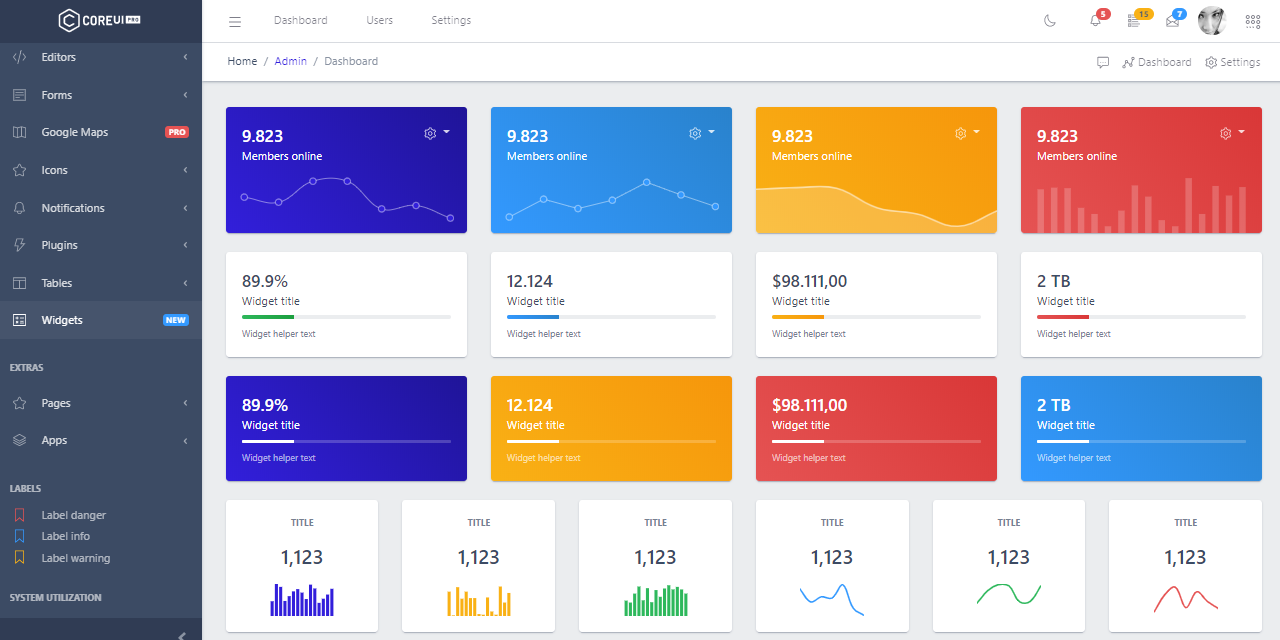 COREUI PRO
Editors
Forms
Google Maps PRO
Icons
Notifications
Plugins
Tables
Widgets NEW
EXTRAS
Pages
Apps
LABELS
Label danger
Label info
Label warning
SYSTEM UTILIZATION
Dashboard Users Settings
5 15 7
Home / Admin / Dashboard
Dashboard Settings
9.823 9.823 9.823 9.823
Members online Members online Members online Members online
89.9% 12.124 $98.111,00 2 TB
Widget title Widget title Widget title Widget title
Widget helper text Widget helper text Widget helper text Widget helper text
89.9% 12.124 $98.111,00 2 TB
Widget title Widget title Widget title Widget title
Widget helper text Widget helper text Widget helper text Widget helper text
TITLE TITLE TITLE TITLE TITLE TITLE
1,123 1,123 1,123 1,123 1,123 1,123